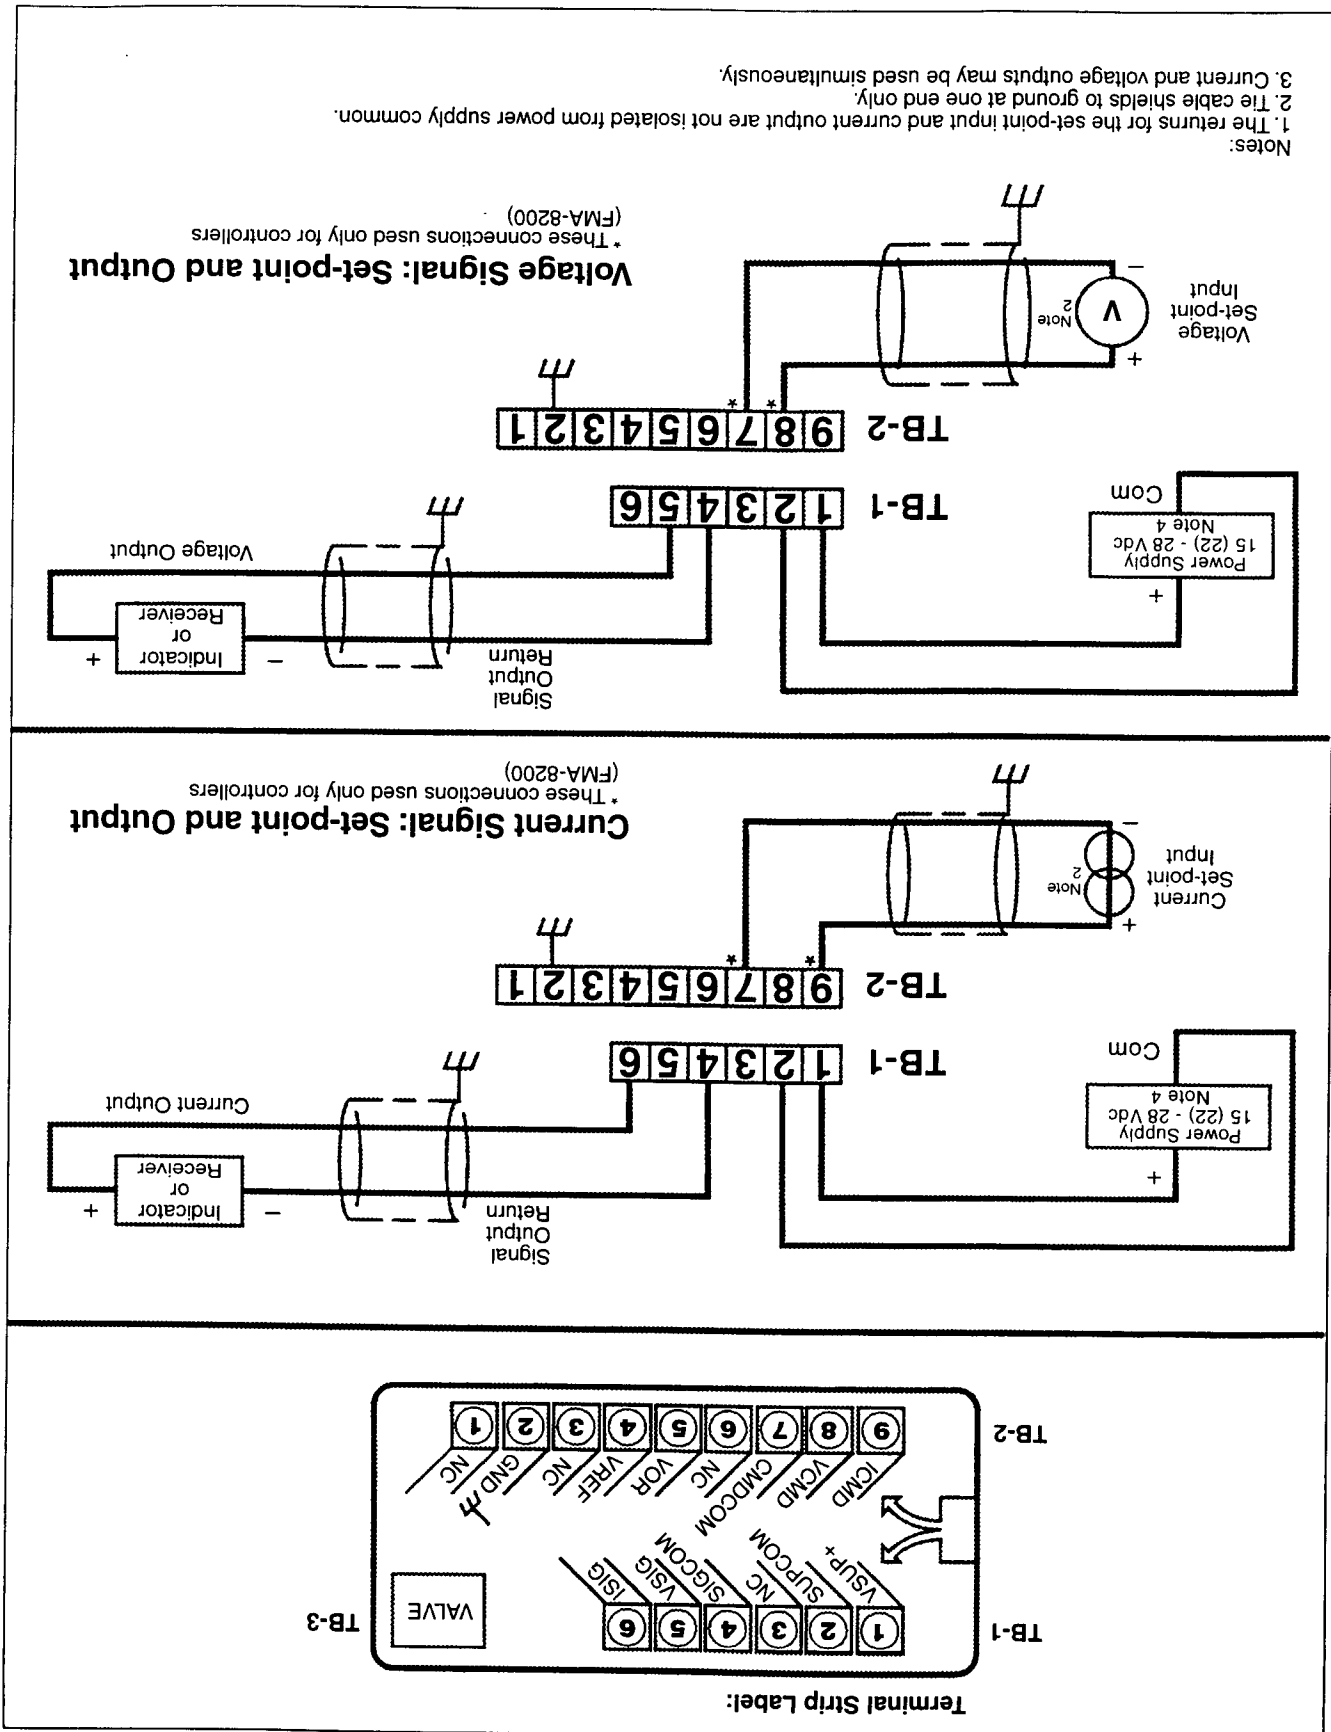 Terminal Strip Label:
TB-1
1 2 3 4 5 6
VSUP+ SUPCOM NC SIGCOM VSIG ISIG
VALVE
TB-3
ICMD VCMD CMDCOM NC VOR VREF NC GND NC
TB-2
9 8 7 6 5 4 3 2 1
Signal
Output
Return
Power Supply
15 (22) - 28 Vdc
Note 4
+
Com
- Indicator
or
Receiver
+
Current Output
TB-1
1 2 3 4 5 6
TB-2
9 8 7 6 5 4 3 2 1
* *
Current
Set-point
Input
+
Note
2
-
Current Signal: Set-point and Output
* These connections used only for controllers
(FMA-8200)
Signal
Output
Return
Power Supply
15 (22) - 28 Vdc
Note 4
+
Com
- Indicator
or
Receiver
+
Voltage Output
TB-1
1 2 3 4 5 6
TB-2
9 8 7 6 5 4 3 2 1
* *
Voltage
Set-point
Input
+
V
Note
2
-
Voltage Signal: Set-point and Output
* These connections used only for controllers
(FMA-8200)
Notes:
1. The returns for the set-point input and current output are not isolated from power supply common.
2. Tie cable shields to ground at one end only.
3. Current and voltage outputs may be used simultaneously.